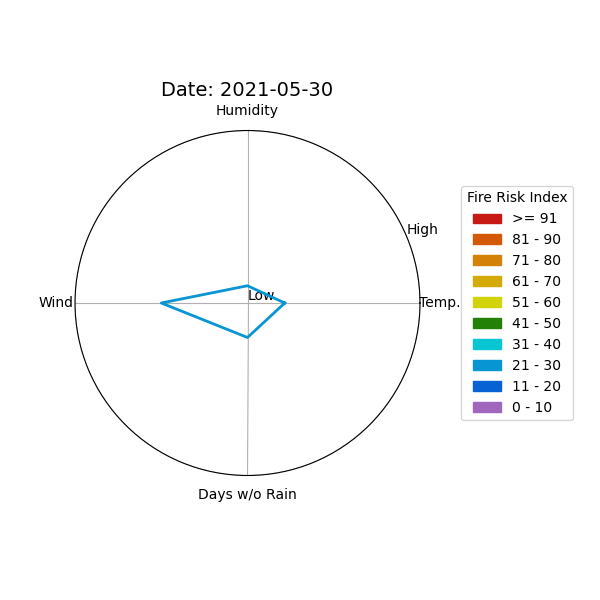 Date: 2021-05-30
Humidity
High
Low
Wind
Temp.
Days w/o Rain
Fire Risk Index
>= 91
81 - 90
71 - 80
61 - 70
51 - 60
41 - 50
31 - 40
21 - 30
11 - 20
0 - 10